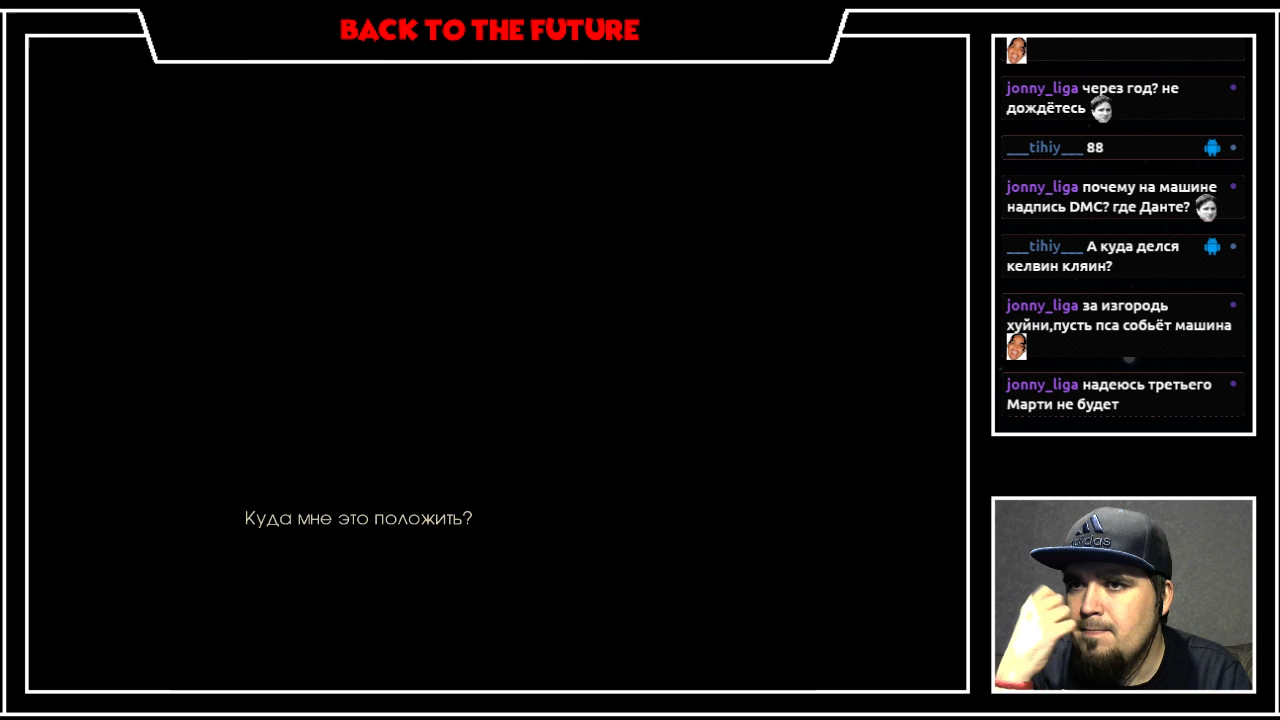 BACK TO THE FUTURE
jonny_liga через год? не
дождётесь
___tihiy___ 88
jonny_liga почему на машине
надпись DMC? где Данте?
___tihiy___ А куда делся
келвин кляин?
jonny_liga за изгородь
хуйни,пусть пса собьёт машина
jonny_liga надеюсь третьего
Марти не будет
Куда мне это положить?
adidas